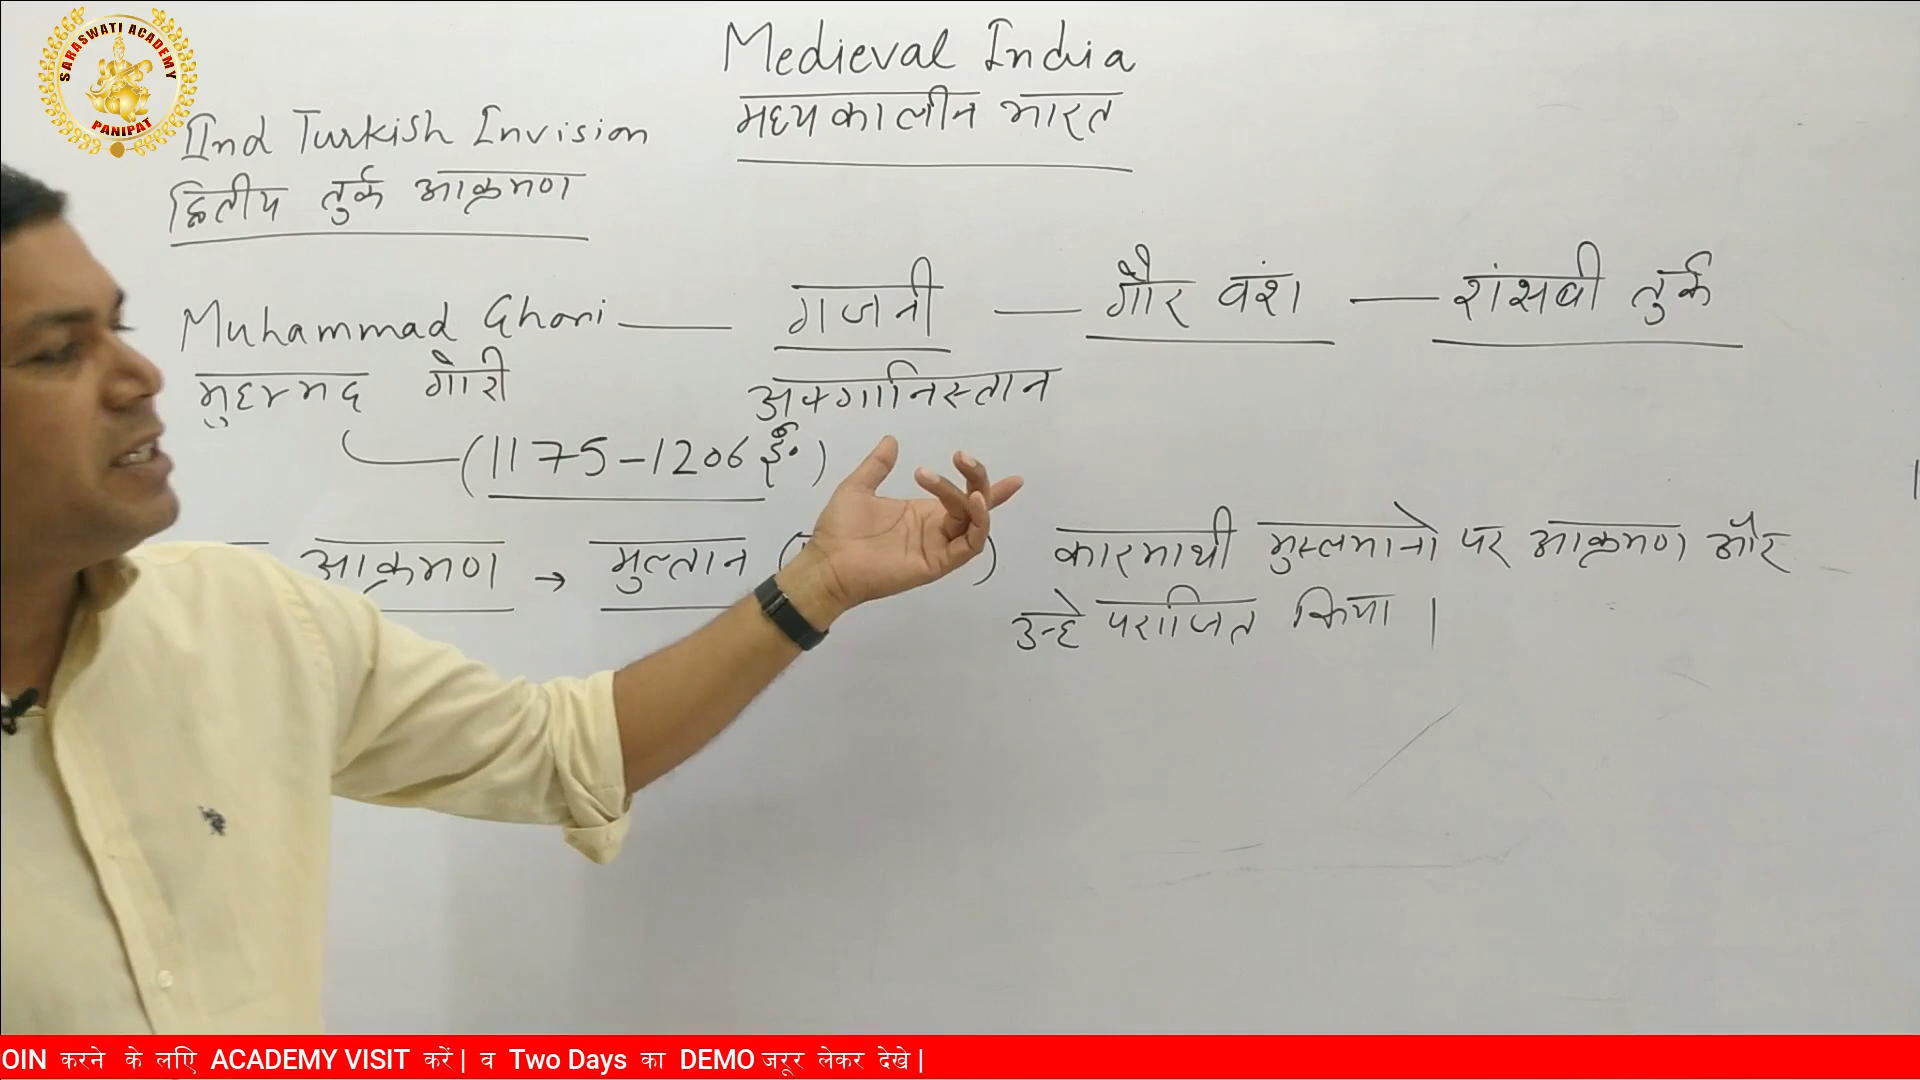 SARASWATI ACADEMY
PANIPAT
Medieval India
मध्यकालीन भारत
IInd Turkish Invision
द्वितीय तुर्क आक्रमण
Muhammad Ghori — गजनी — गौर वंश — शंसबी तुर्क
मुहम्मद गौरी अफ्गानिस्तान
(1175-1206 ई॰)
आक्रमण → मुल्तान ( ) कारमाथी मुस्लमानो पर आक्रमण और
उन्हे पराजित किया |
OIN करने के लिए ACADEMY VISIT करें | व Two Days का DEMO जरूर लेकर देखे |